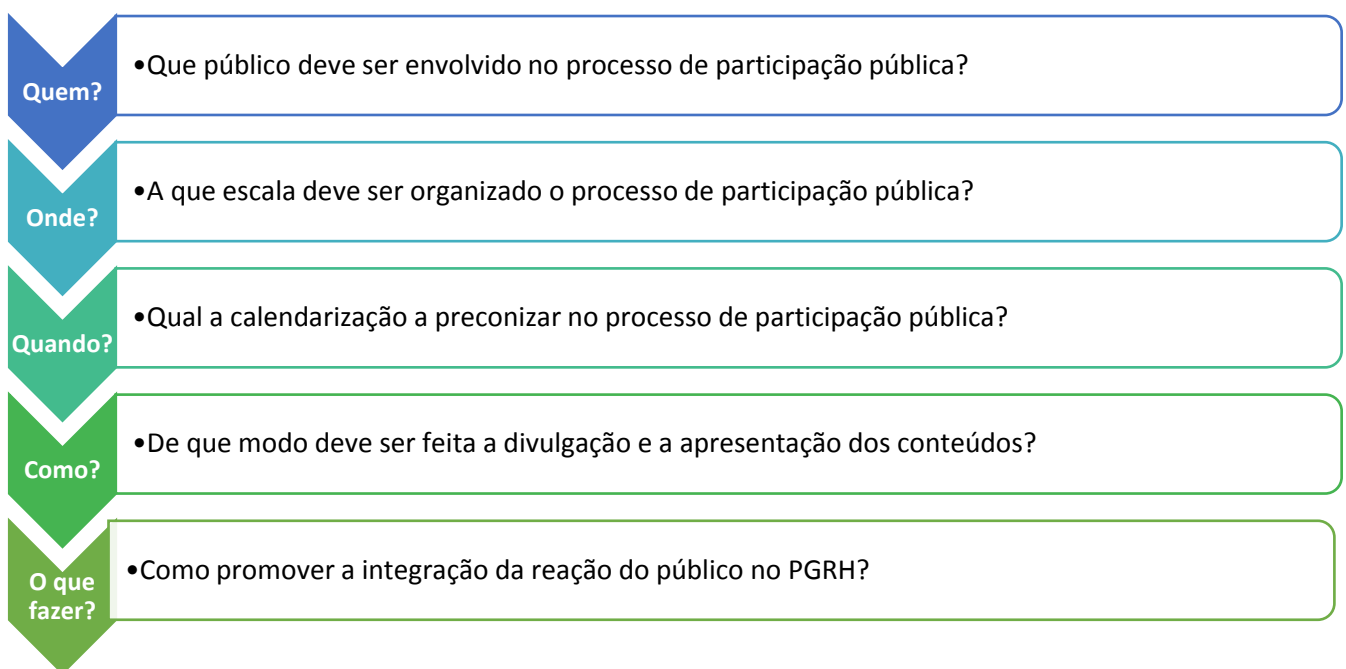 Quem?
•Que público deve ser envolvido no processo de participação pública?
Onde?
•A que escala deve ser organizado o processo de participação pública?
Quando?
•Qual a calendarização a preconizar no processo de participação pública?
Como?
•De que modo deve ser feita a divulgação e a apresentação dos conteúdos?
O que
fazer?
•Como promover a integração da reação do público no PGRH?